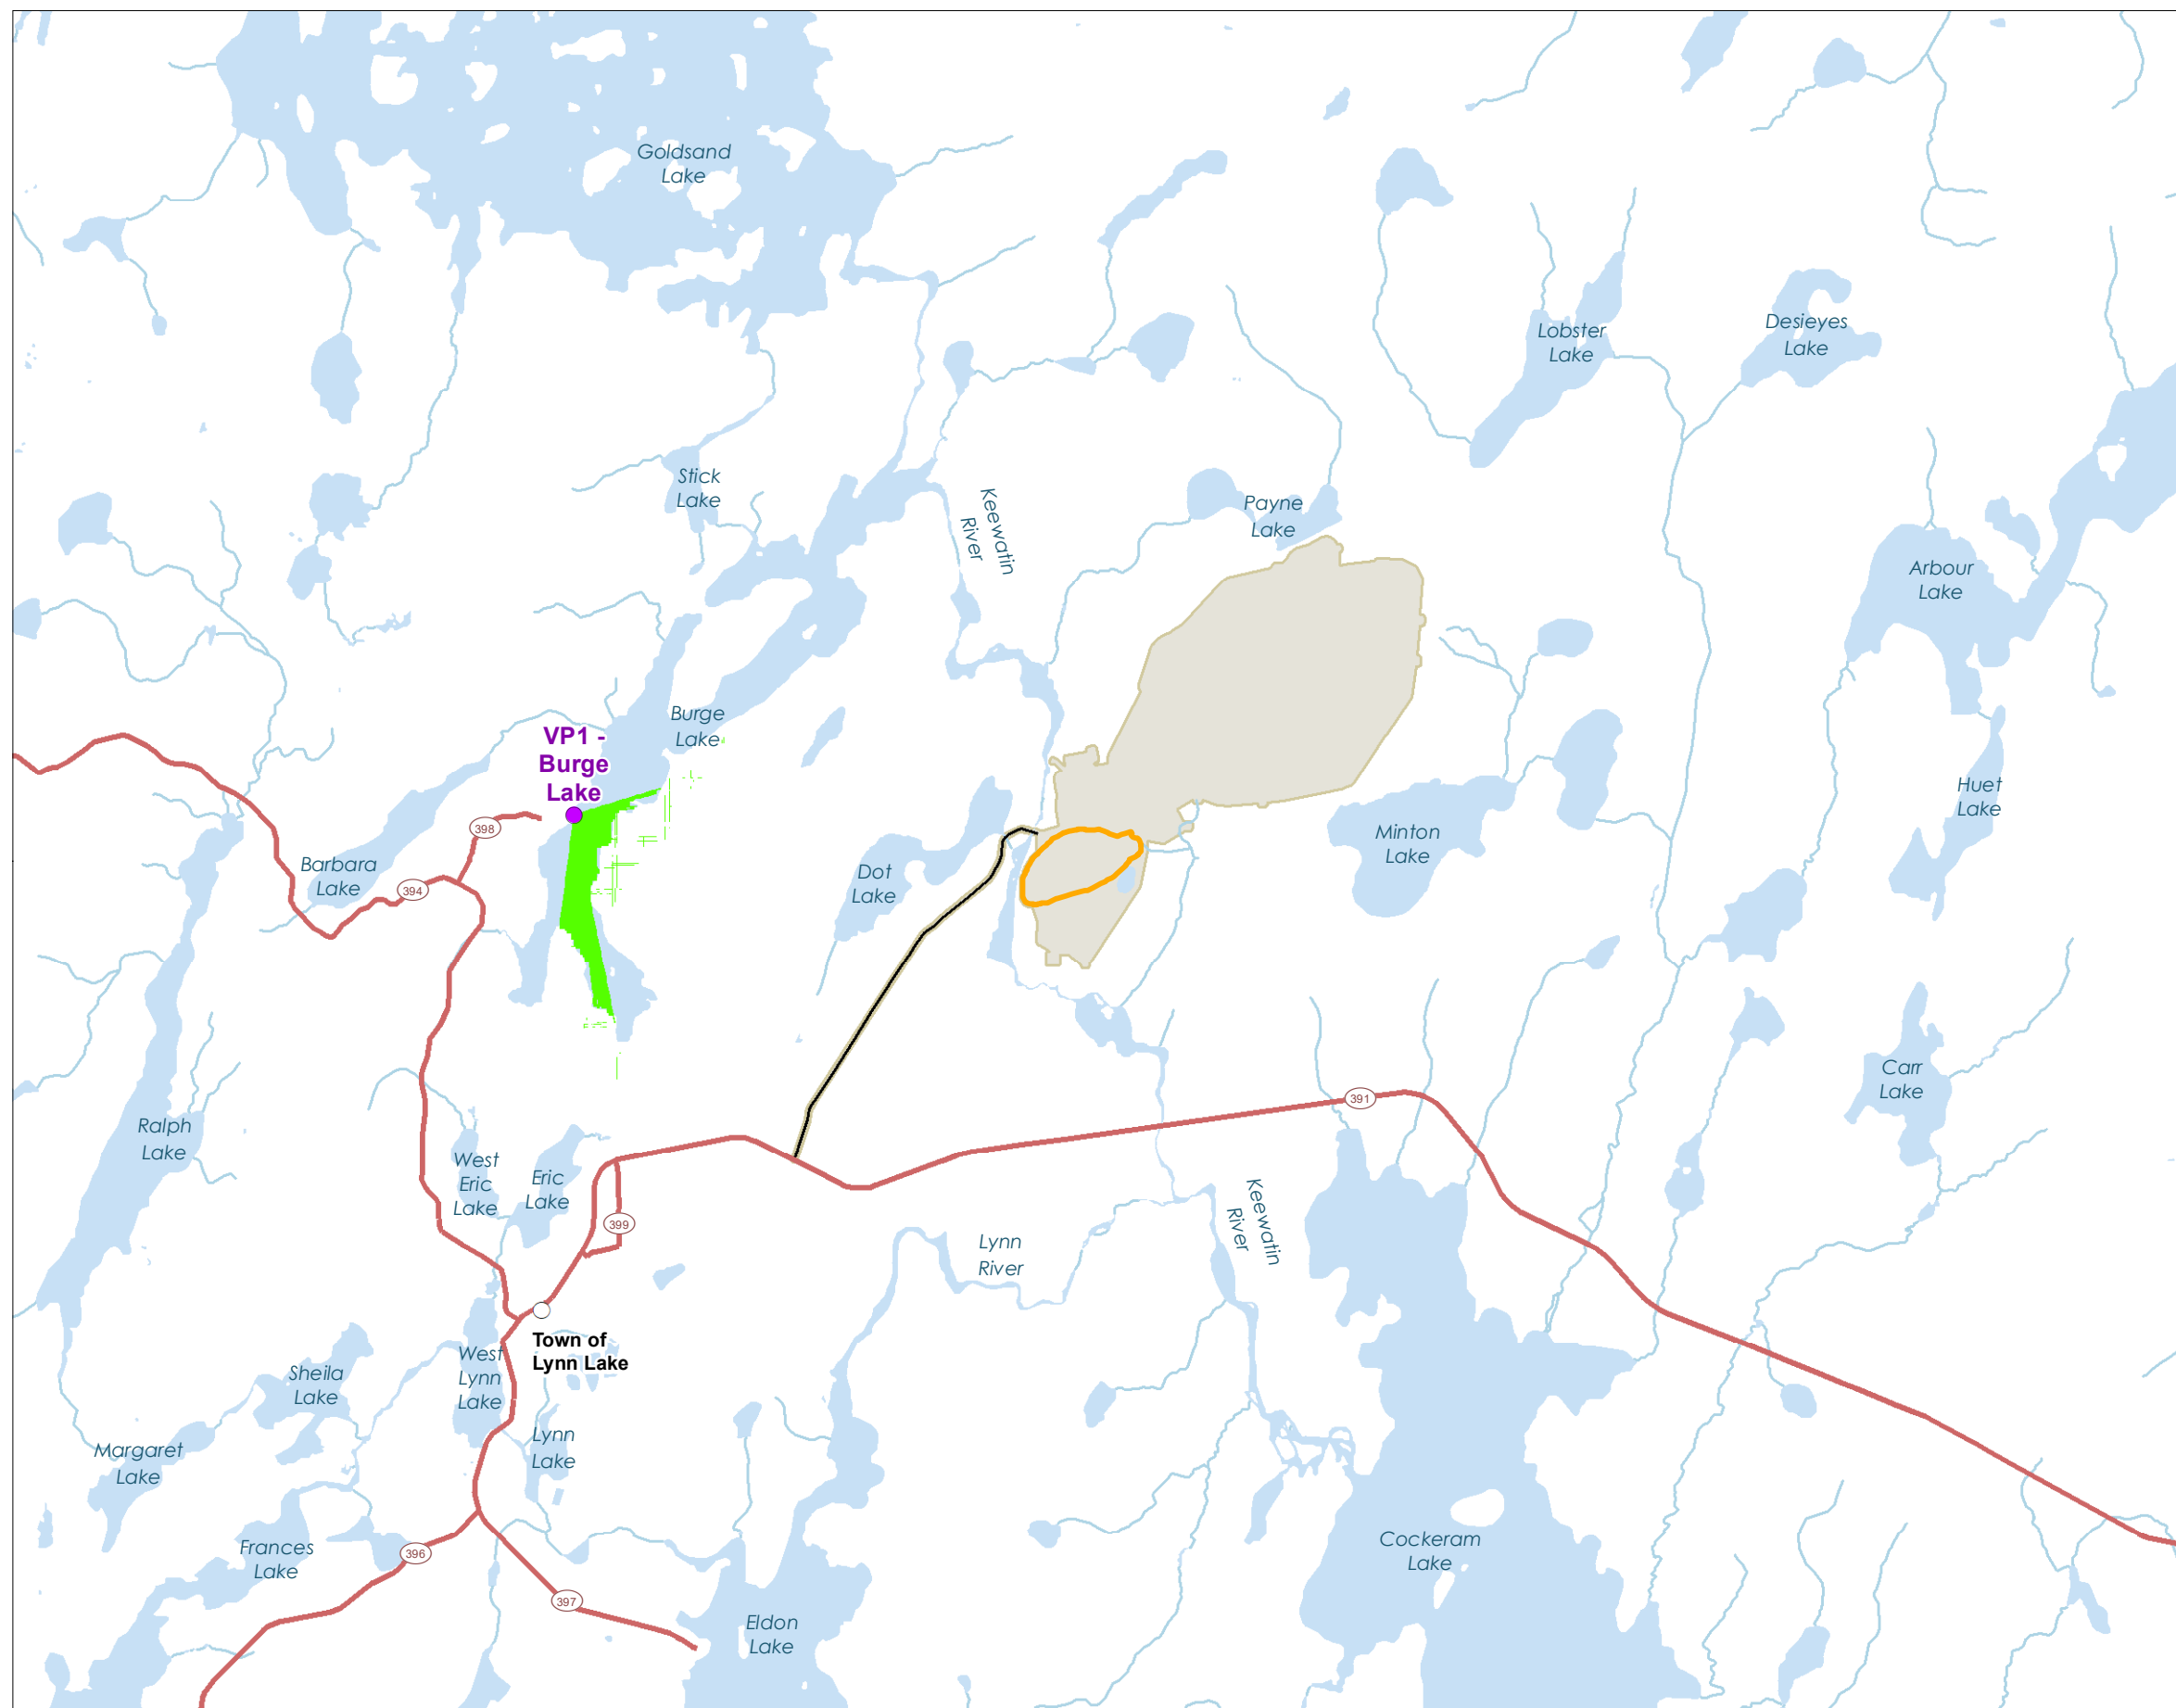 Goldsand
Lake
Lobster
Lake
Desieyes
Lake
Stick
Lake
Keewatin
River
Payne
Lake
Arbour
Lake
Burge
Lake
VP1 -
Burge
Lake
Huet
Lake
398
Minton
Lake
Barbara
Lake
394
Dot
Lake
Carr
Lake
391
Ralph
Lake
West
Eric
Lake
Eric
Lake
399
Keewatin
River
Lynn
River
Town of
Lynn Lake
West
Lynn
Lake
Sheila
Lake
Lynn
Lake
Margaret
Lake
Frances
Lake
396
Cockeram
Lake
397
Eldon
Lake